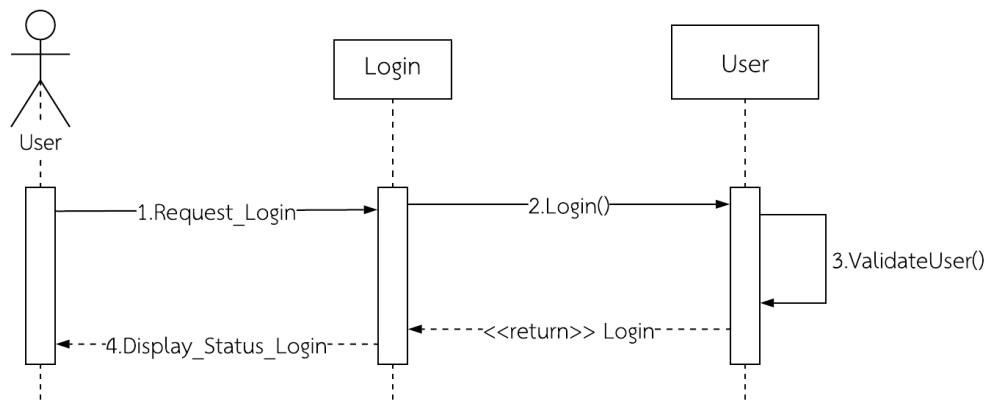 Login
User
User
1.Request_Login
2.Login()
3.ValidateUser()
<<return>> Login
4.Display_Status_Login